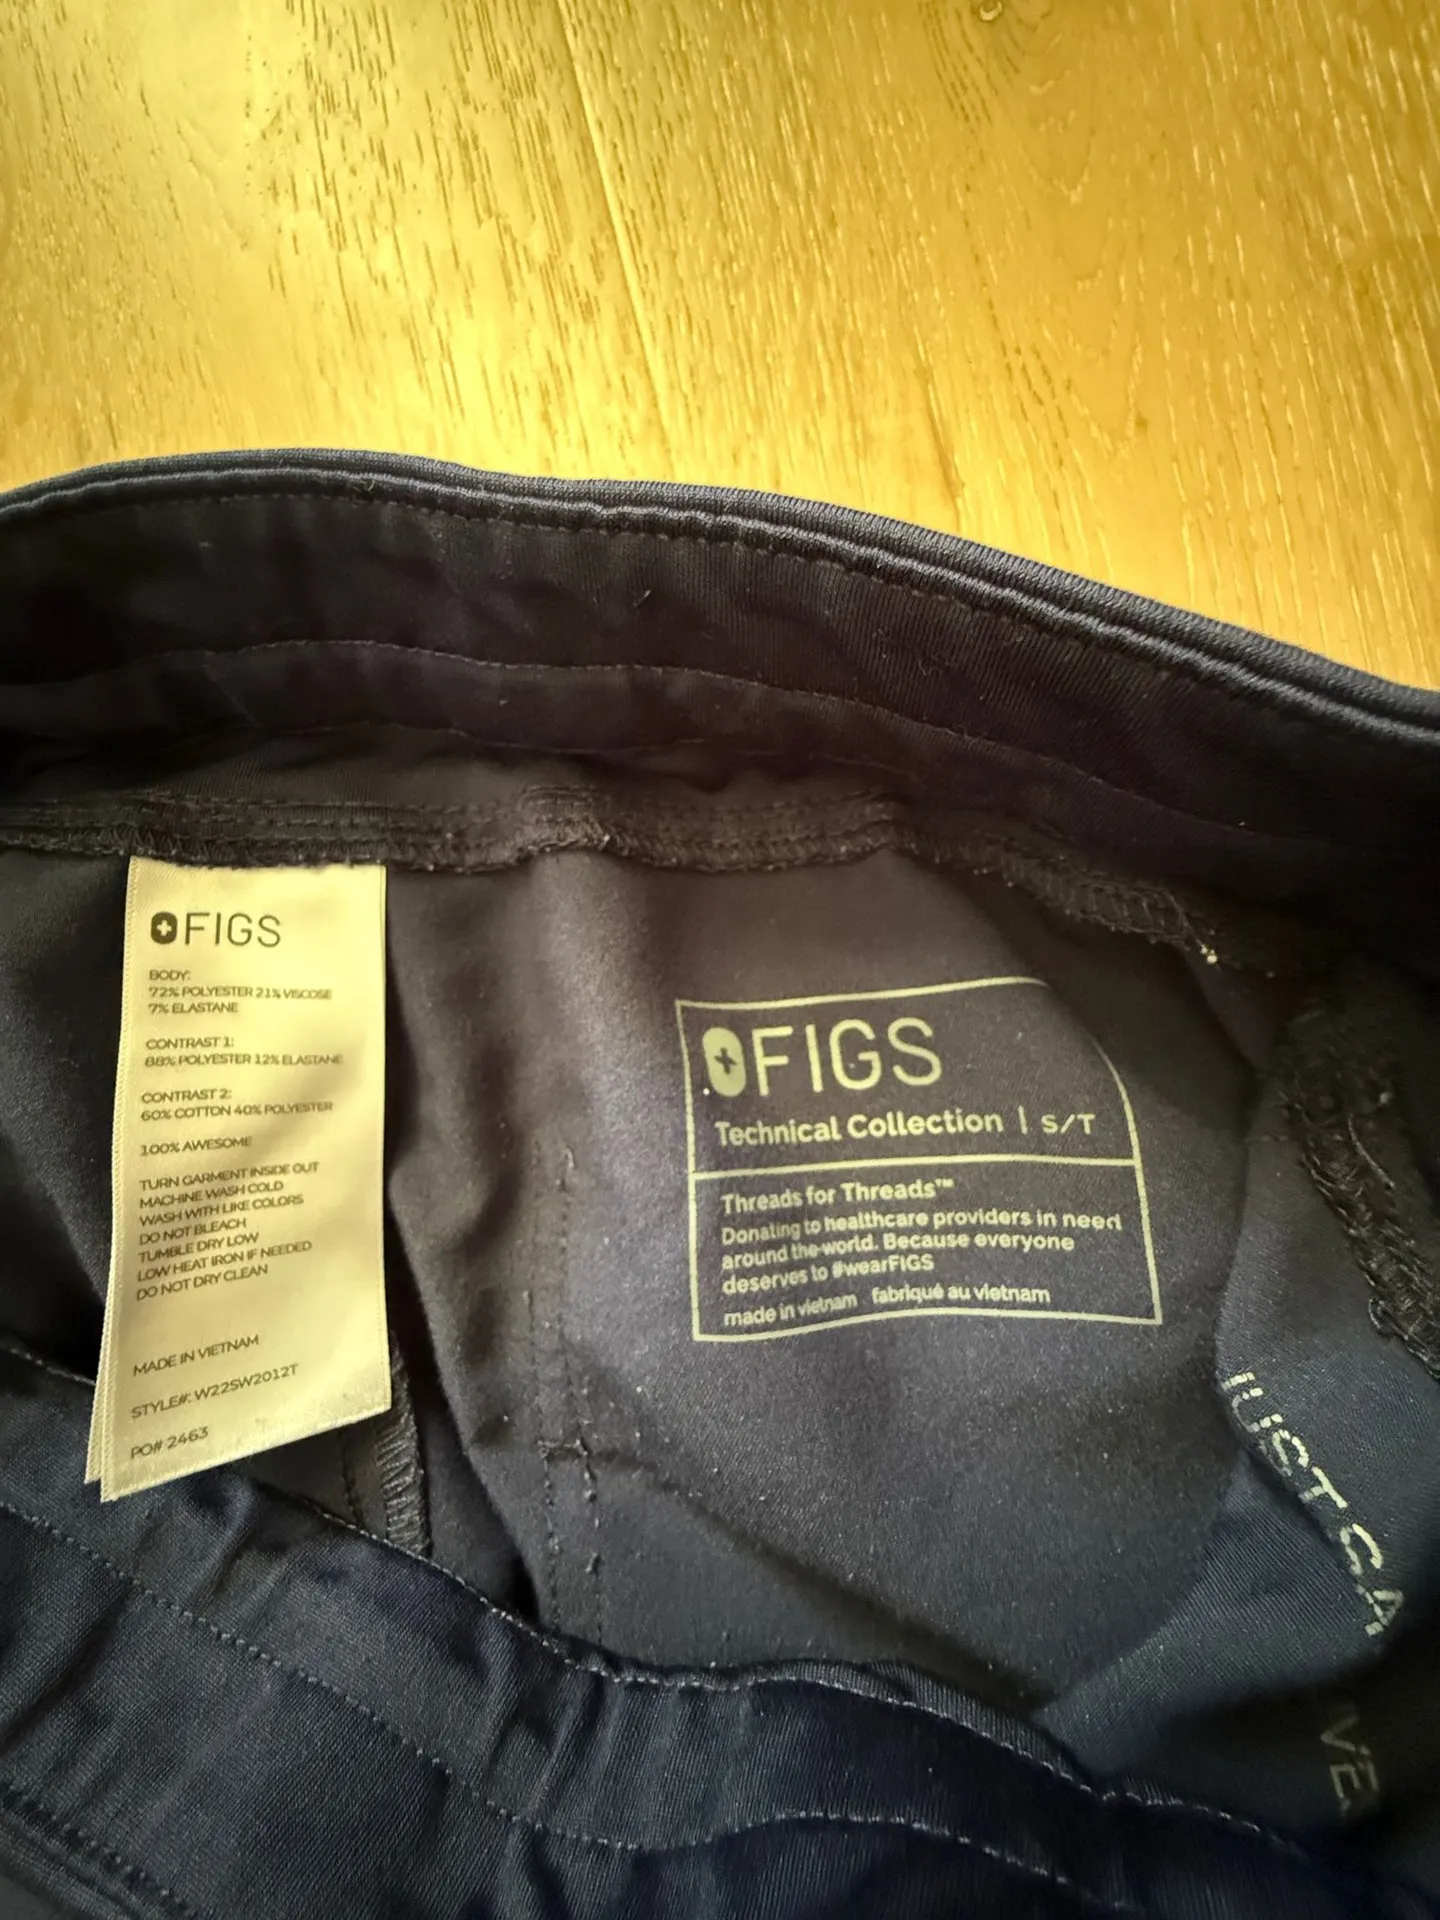 FIGS
BODY:
72% POLYESTER 21% VISCOSE
7% ELASTANE
CONTRAST 1:
88% POLYESTER 12% ELASTANE
CONTRAST 2:
60% COTTON 40% POLYESTER
100% AWESOME
TURN GARMENT INSIDE OUT
MACHINE WASH COLD
WASH WITH LIKE COLORS
DO NOT BLEACH
TUMBLE DRY LOW
LOW HEAT IRON IF NEEDED
DO NOT DRY CLEAN
MADE IN VIETNAM
STYLE#: W22SW2012T
PO# 2463
FIGS
Technical Collection | S/T
Threads for Threads™
Donating to healthcare providers in need
around the world. Because everyone
deserves to #wearFIGS
made in vietnam fabriqué au vietnam
JUST SA
VE